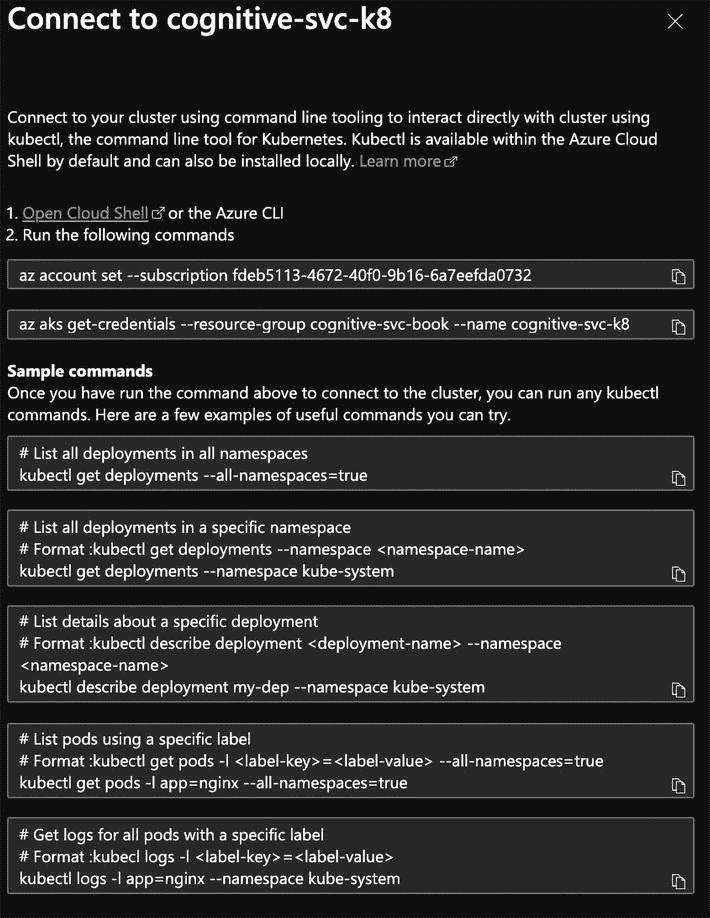 Connect to cognitive-svc-k8
Connect to your cluster using command line tooling to interact directly with cluster using
kubectl, the command line tool for Kubernetes. Kubectl is available within the Azure Cloud
Shell by default and can also be installed locally. Learn more
1. Open Cloud Shell or the Azure CLI
2. Run the following commands
az account set --subscription fdeb5113-4672-40f0-9b16-6a7eefda0732
az aks get-credentials --resource-group cognitive-svc-book --name cognitive-svc-k8
Sample commands
Once you have run the command above to connect to the cluster, you can run any kubectl
commands. Here are a few examples of useful commands you can try.
# List all deployments in all namespaces
kubectl get deployments --all-namespaces=true
# List all deployments in a specific namespace
# Format :kubectl get deployments --namespace <namespace-name>
kubectl get deployments --namespace kube-system
# List details about a specific deployment
# Format :kubectl describe deployment <deployment-name> --namespace
<namespace-name>
kubectl describe deployment my-dep --namespace kube-system
# List pods using a specific label
# Format :kubectl get pods -l <label-key>=<label-value> --all-namespaces=true
kubectl get pods -l app=nginx --all-namespaces=true
# Get logs for all pods with a specific label
# Format :kubecl logs -l <label-key>=<label-value>
kubectl logs -l app=nginx --namespace kube-system